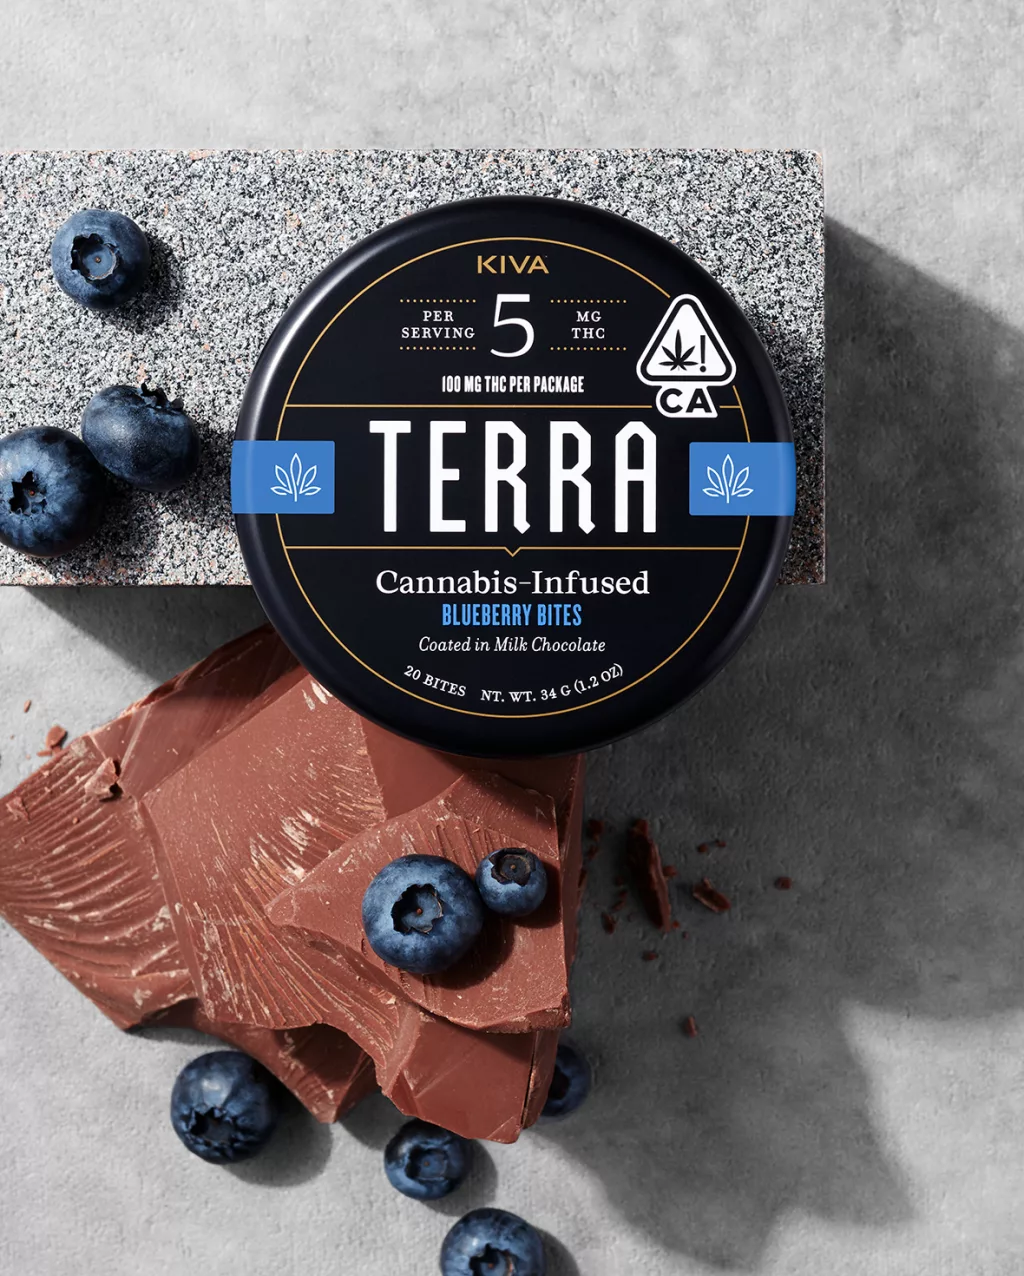 KIVA
PER SERVING 5 MG THC
100 MG THC PER PACKAGE
CA
TERRA
Cannabis-Infused
BLUEBERRY BITES
Coated in Milk Chocolate
20 BITES NT. WT. 34 G (1.2 OZ)